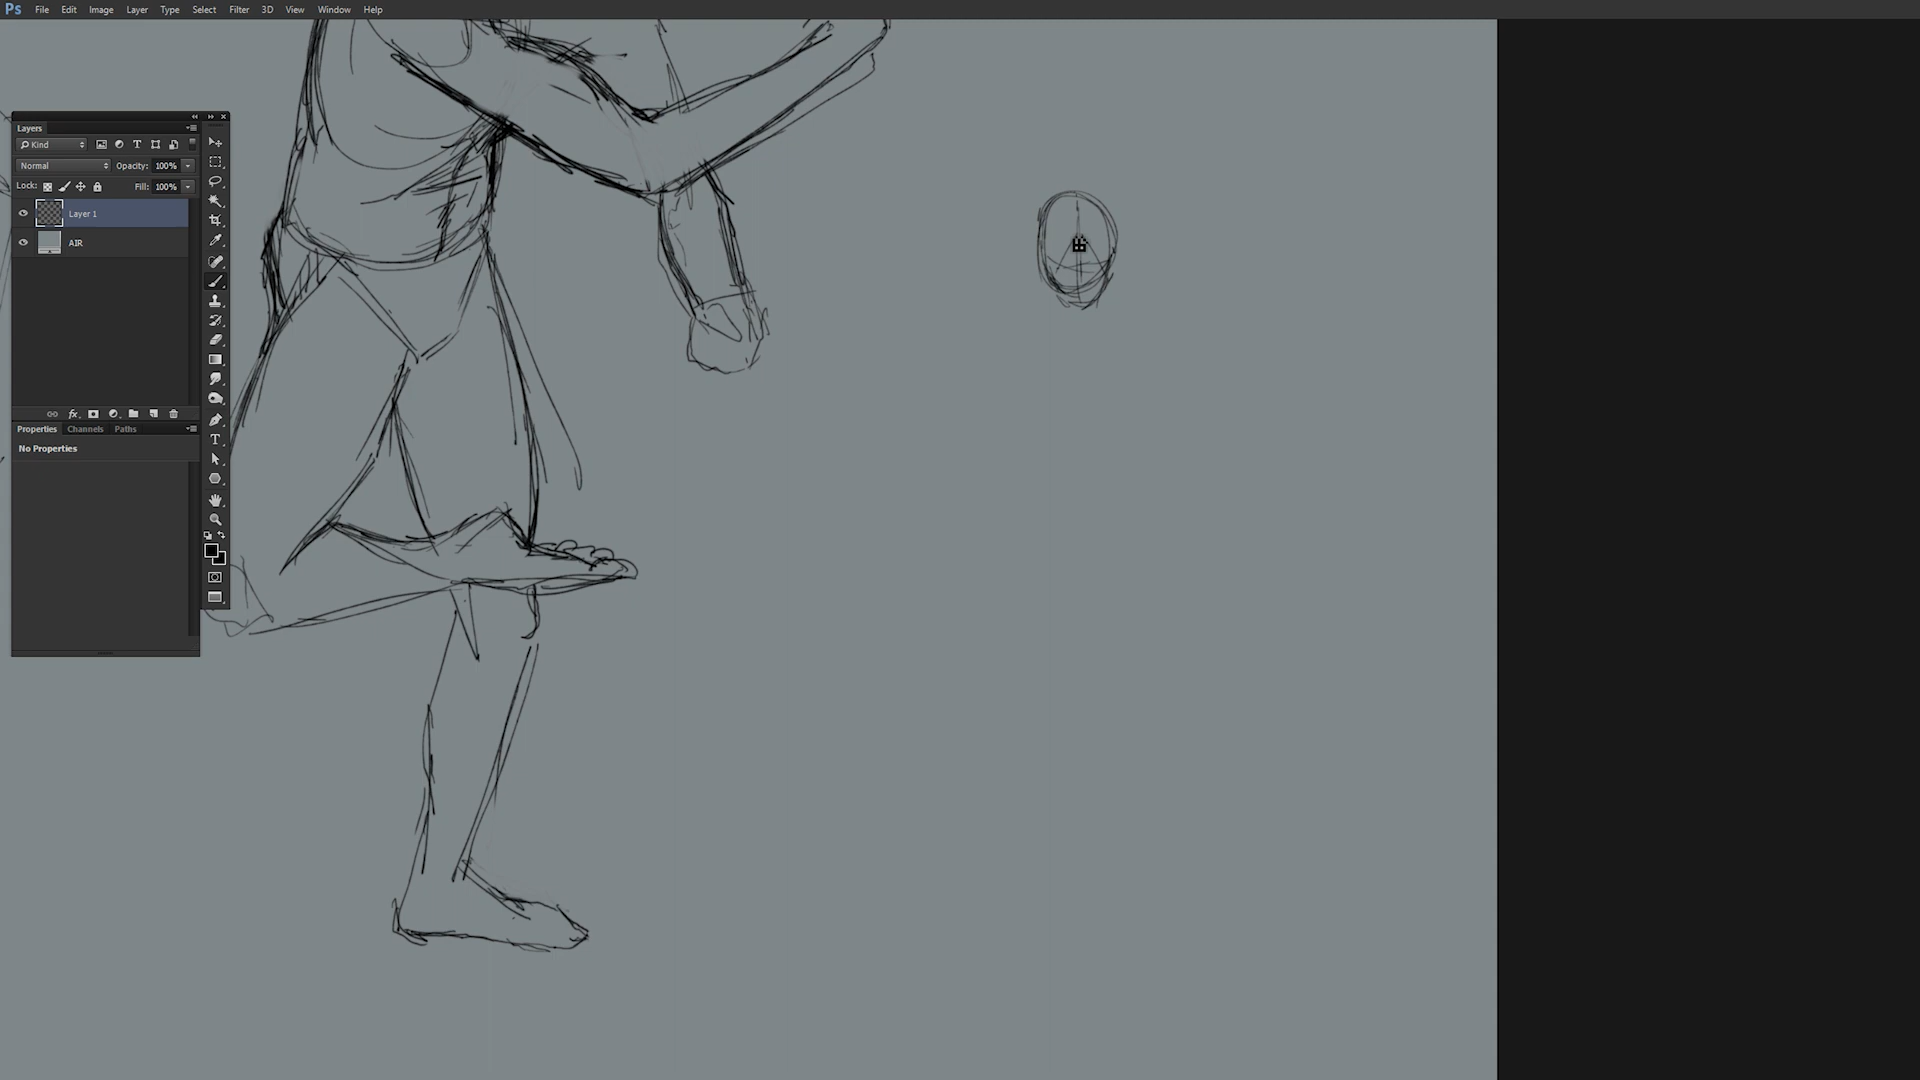 Ps File Edit Image Layer Type Select Filter 3D View Window Help
Layers
Kind T
Normal Opacity: 100%
Lock: Fill: 100%
Layer 1
AIR
fx
Properties Channels Paths
No Properties
T